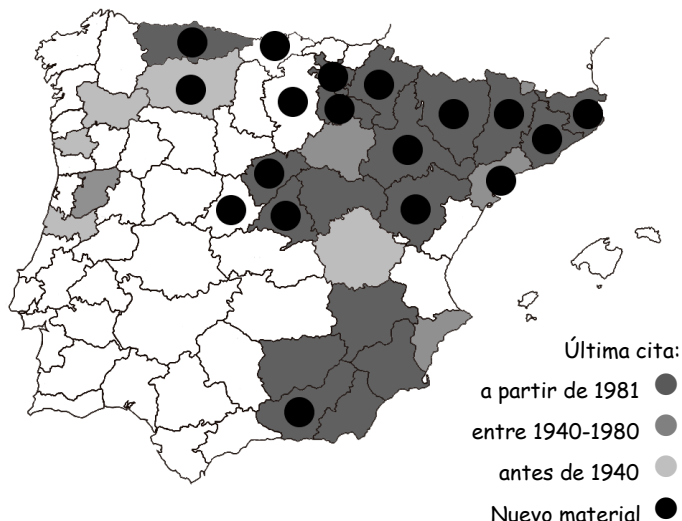 Última cita:
a partir de 1981
entre 1940-1980
antes de 1940
Nuevo material